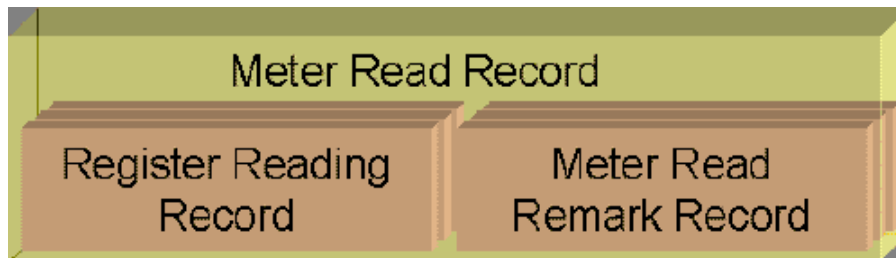 Meter Read Record
Register Reading
Record
Meter Read
Remark Record